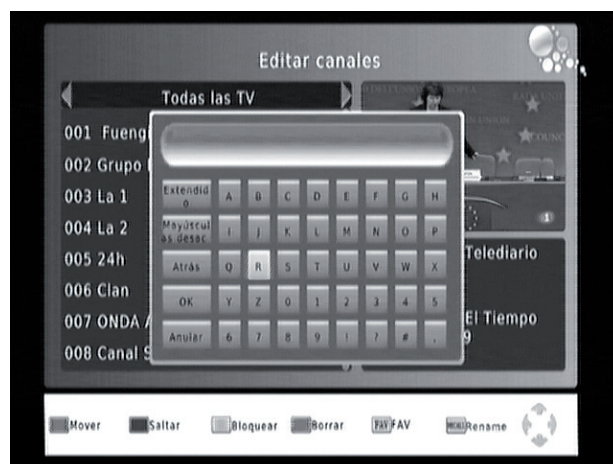 Editar canales
Todas las TV
001 Fuengi
002 Grupo
003 La 1
004 La 2
005 24h
006 Clan
007 ONDA A
008 Canal S
Extendid
o
A B C D E F G H
Mayúscul
as desac
I J K L M N O P
Atrás Q R S T U V W X
OK Y Z 0 1 2 3 4 5
Anular 6 7 8 9 ! ? # ,
Telediario
El Tiempo
9
Mover Saltar Bloquear Borrar FAV FAV Rename